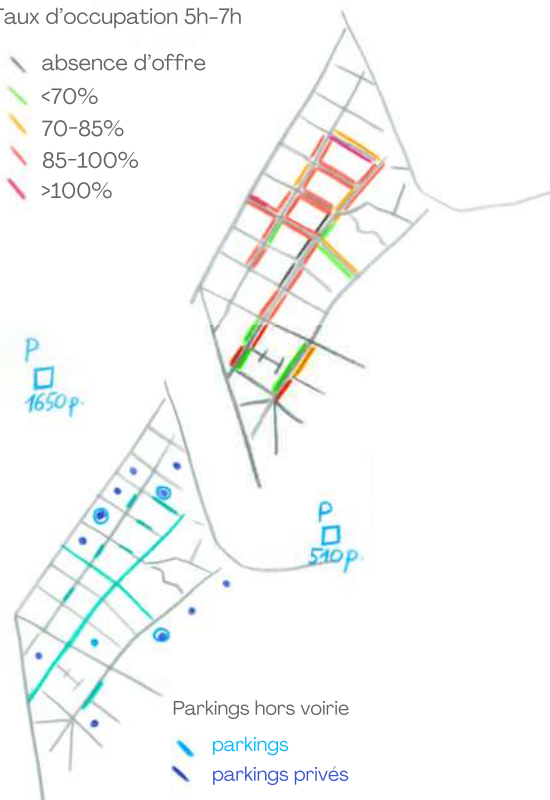 Taux d'occupation 5h-7h
absence d'offre
<70%
70-85%
85-100%
>100%
P
1650 p.
P
510 p.
Parkings hors voirie
parkings
parkings privés